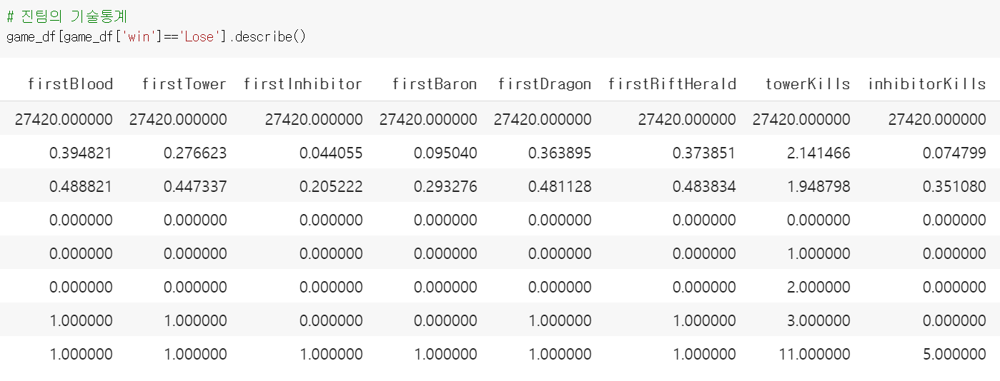 # 진팀의 기술통계
game_df[game_df['win']=='Lose'].describe()
firstBlood firstTower firstInhibitor firstBaron firstDragon firstRiftHerald towerKills inhibitorKills
27420.000000 27420.000000 27420.000000 27420.000000 27420.000000 27420.000000 27420.000000 27420.000000
0.394821 0.276623 0.044055 0.095040 0.363895 0.373851 2.141466 0.074799
0.488821 0.447337 0.205222 0.293276 0.481128 0.483834 1.948798 0.351080
0.000000 0.000000 0.000000 0.000000 0.000000 0.000000 0.000000 0.000000
0.000000 0.000000 0.000000 0.000000 0.000000 0.000000 1.000000 0.000000
0.000000 0.000000 0.000000 0.000000 0.000000 0.000000 2.000000 0.000000
1.000000 1.000000 0.000000 0.000000 1.000000 1.000000 3.000000 0.000000
1.000000 1.000000 1.000000 1.000000 1.000000 1.000000 11.000000 5.000000